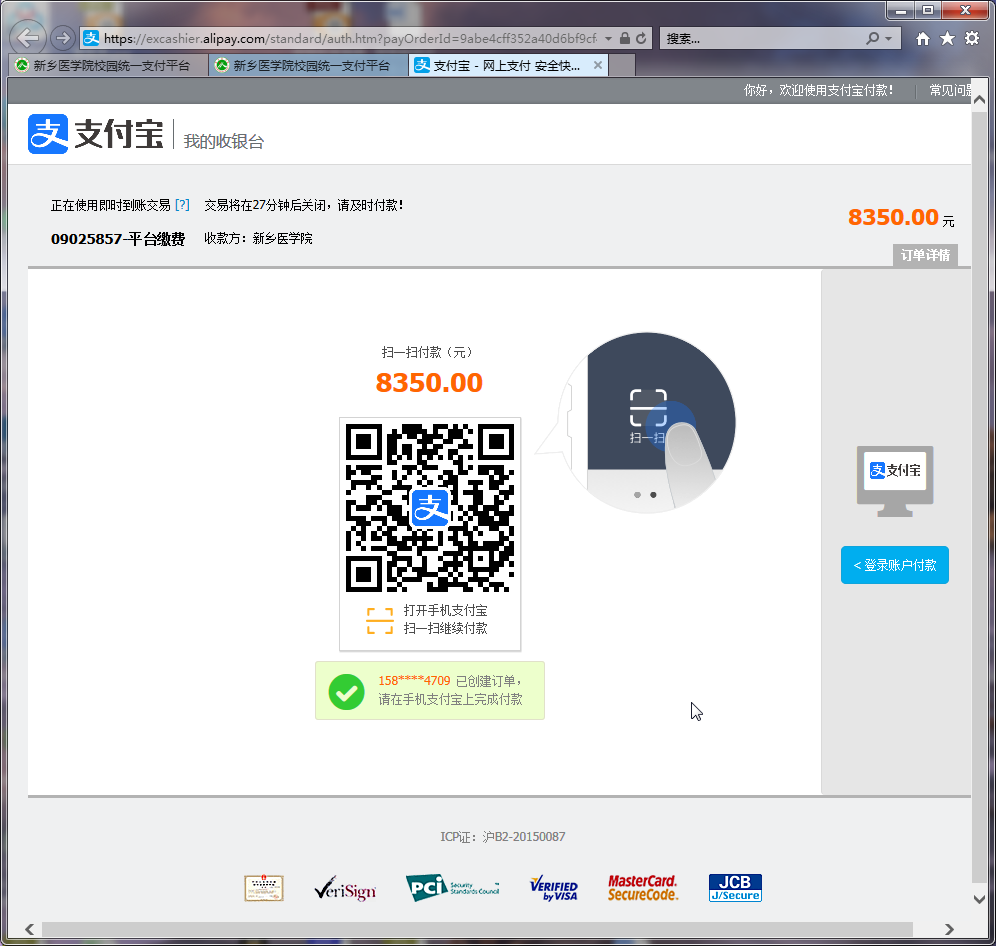 https://excashier.alipay.com/standard/auth.htm?payOrderId=9abe4cff352a40d6bf9cf
搜索...
新乡医学院校园统一支付平台
新乡医学院校园统一支付平台
支付宝 - 网上支付 安全快...
你好，欢迎使用支付宝付款！
常见问题
支 支付宝
我的收银台
正在使用即时到账交易 [?]
交易将在27分钟后关闭，请及时付款！
8350.00 元
09025857-平台缴费
收款方：新乡医学院
订单详情
扫一扫付款（元）
8350.00
扫一扫
支
支 支付宝
< 登录账户付款
打开手机支付宝
扫一扫继续付款
158****4709 已创建订单，
请在手机支付宝上完成付款
ICP证：沪B2-20150087
VeriSign
PCI Security Standards Council
VERIFIED by VISA
MasterCard. SecureCode.
JCB J/Secure